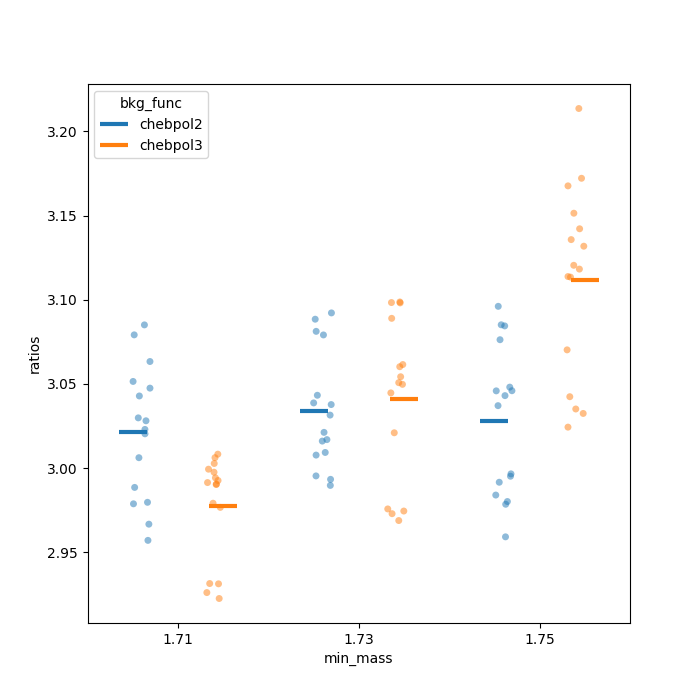 bkg_func
chebpol2
chebpol3
3.20
3.15
3.10
3.05
3.00
2.95
ratios
1.71
1.73
1.75
min_mass